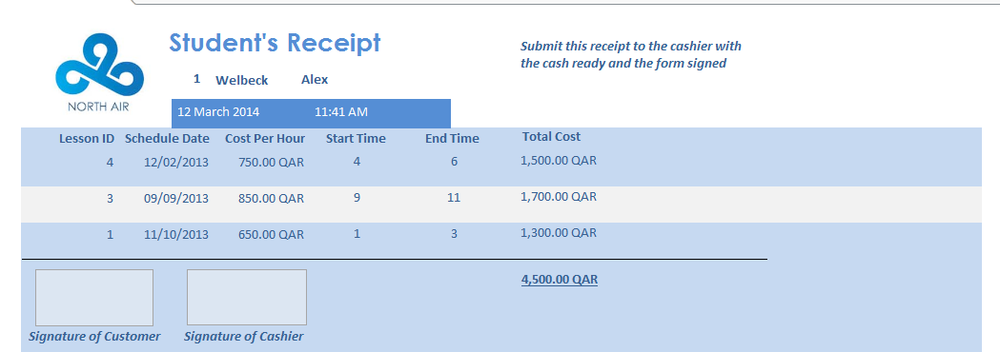 Student's Receipt
Submit this receipt to the cashier with
the cash ready and the form signed
1 Welbeck Alex
NORTH AIR
12 March 2014 11:41 AM
Lesson ID Schedule Date Cost Per Hour Start Time End Time Total Cost
4 12/02/2013 750.00 QAR 4 6 1,500.00 QAR
3 09/09/2013 850.00 QAR 9 11 1,700.00 QAR
1 11/10/2013 650.00 QAR 1 3 1,300.00 QAR
4,500.00 QAR
Signature of Customer Signature of Cashier